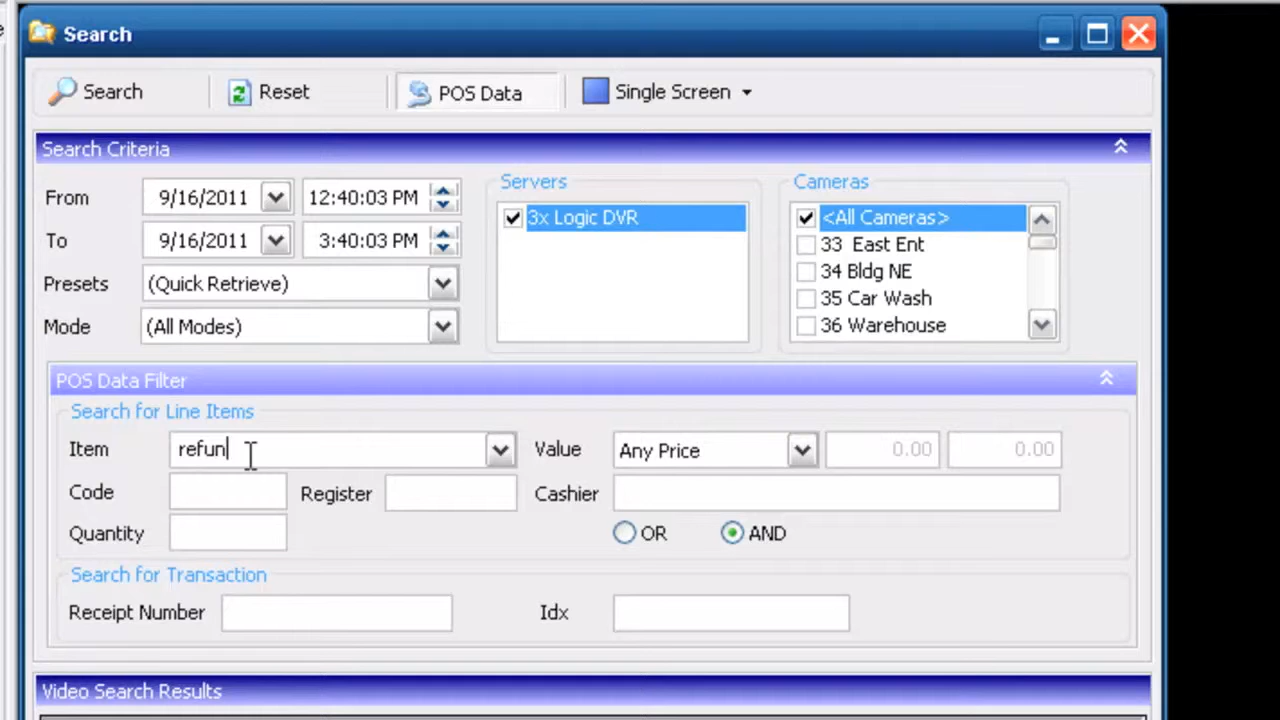 Search
Search Reset POS Data Single Screen
Search Criteria
From 9/16/2011 12:40:03 PM
To 9/16/2011 3:40:03 PM
Presets (Quick Retrieve)
Mode (All Modes)
Servers
3x Logic DVR
Cameras
<All Cameras>
33 East Ent
34 Bldg NE
35 Car Wash
36 Warehouse
POS Data Filter
Search for Line Items
Item refun Value Any Price 0.00 0.00
Code Register Cashier
Quantity OR AND
Search for Transaction
Receipt Number Idx
Video Search Results